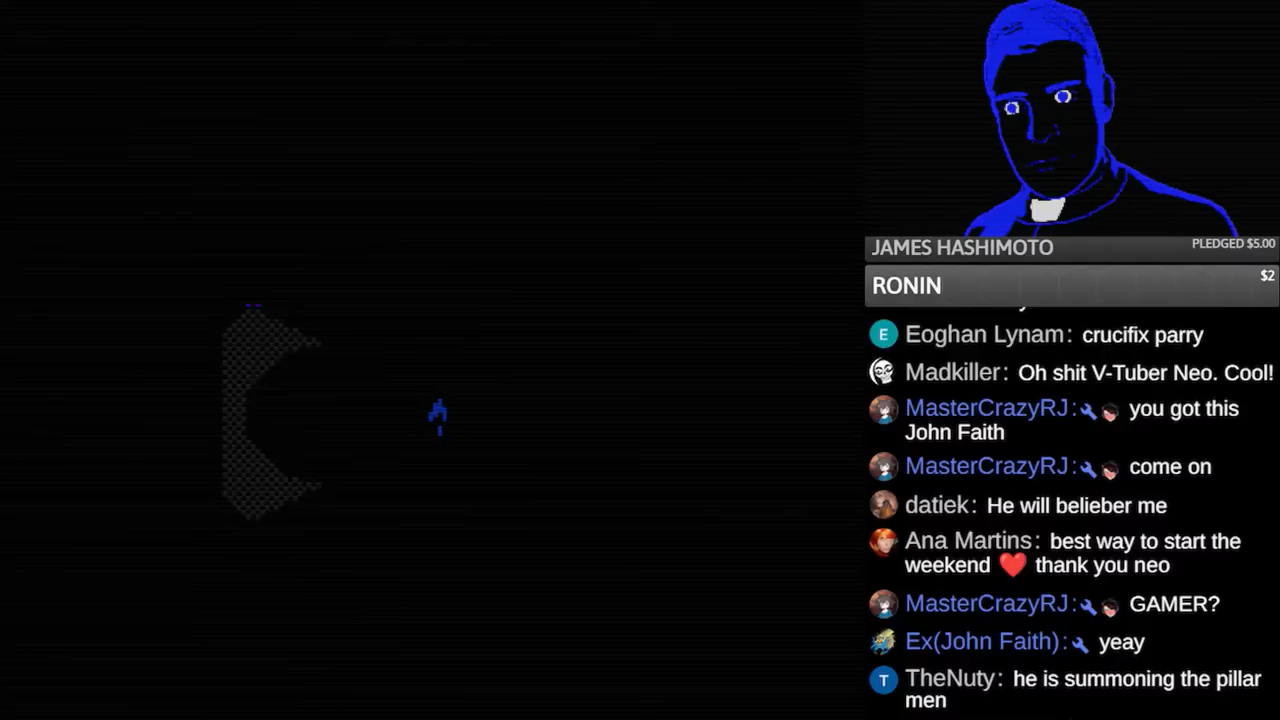 JAMES HASHIMOTO PLEDGED $5.00
RONIN $2
E Eoghan Lynam: crucifix parry
Madkiller: Oh shit V-Tuber Neo. Cool!
MasterCrazyRJ: you got this
John Faith
MasterCrazyRJ: come on
datiek: He will belieber me
Ana Martins: best way to start the
weekend ❤️ thank you neo
MasterCrazyRJ: GAMER?
Ex(John Faith): yeay
T TheNuty: he is summoning the pillar
men